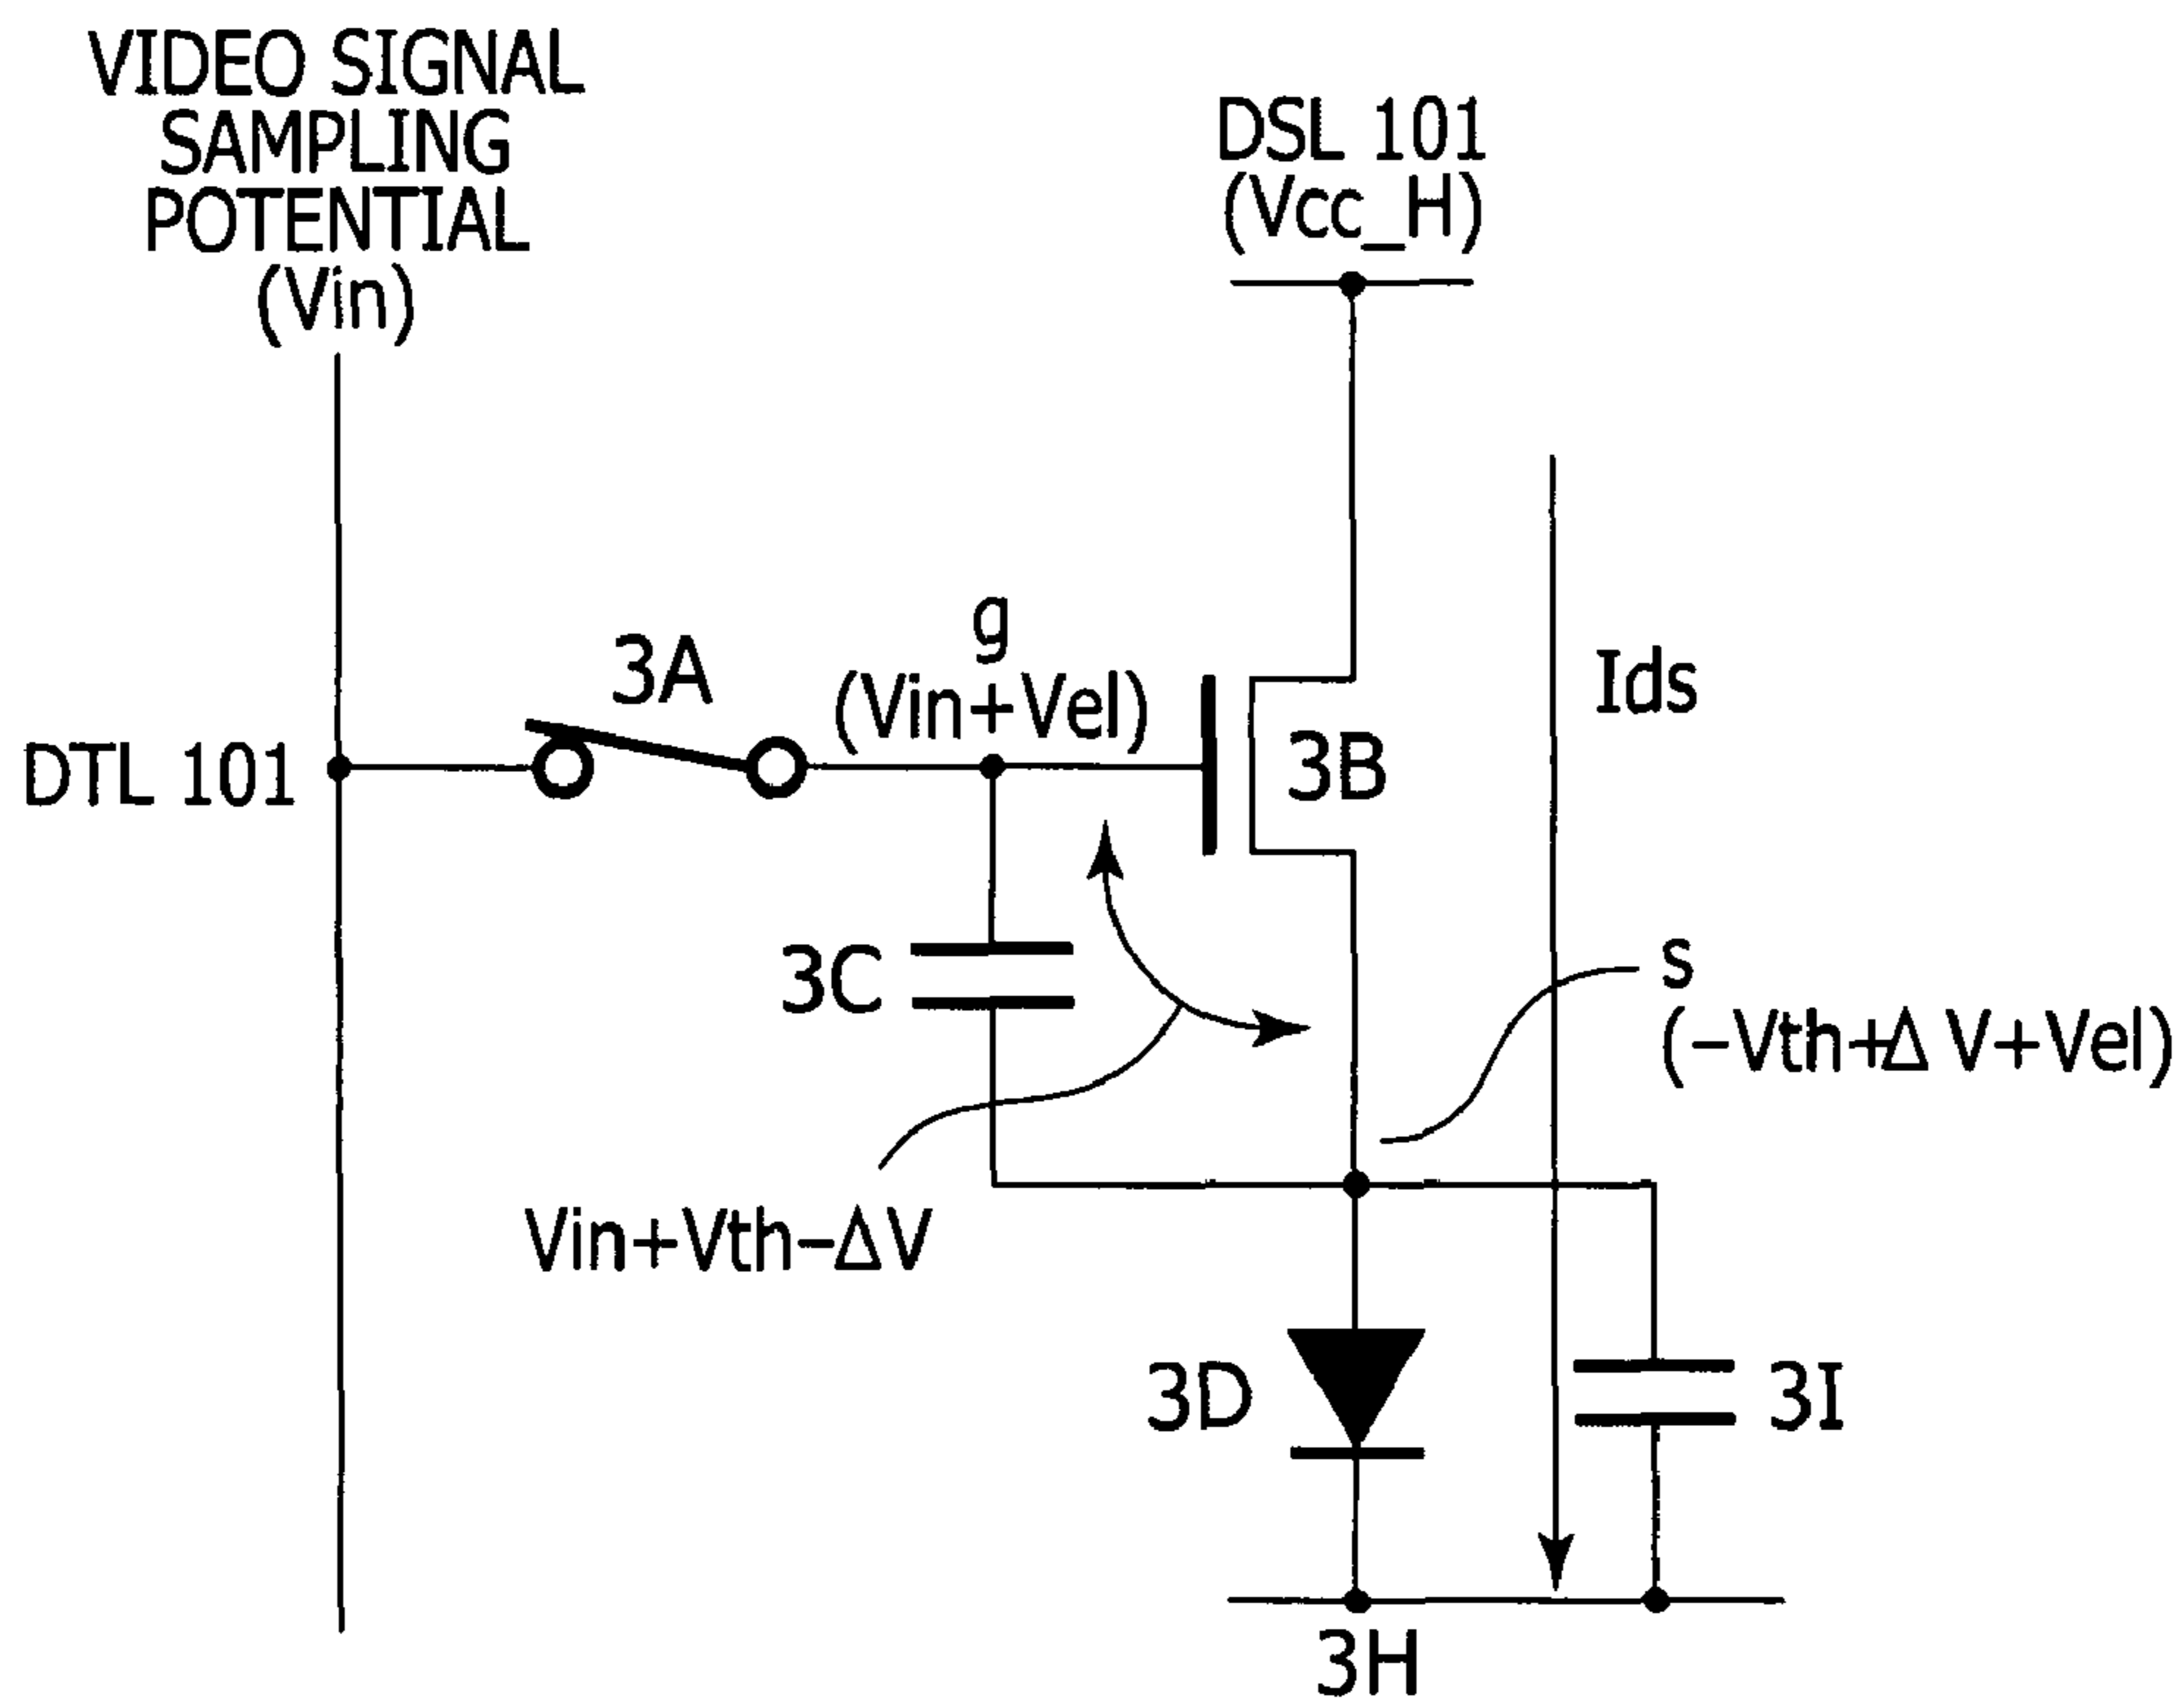 VIDEO SIGNAL
SAMPLING
POTENTIAL
(Vin)
DSL 101
(Vcc_H)
g
(Vin+Vel)
3A
Ids
3B
DTL 101
3C
s
(-Vth+Δ V+Vel)
Vin+Vth-ΔV
3D
3I
3H